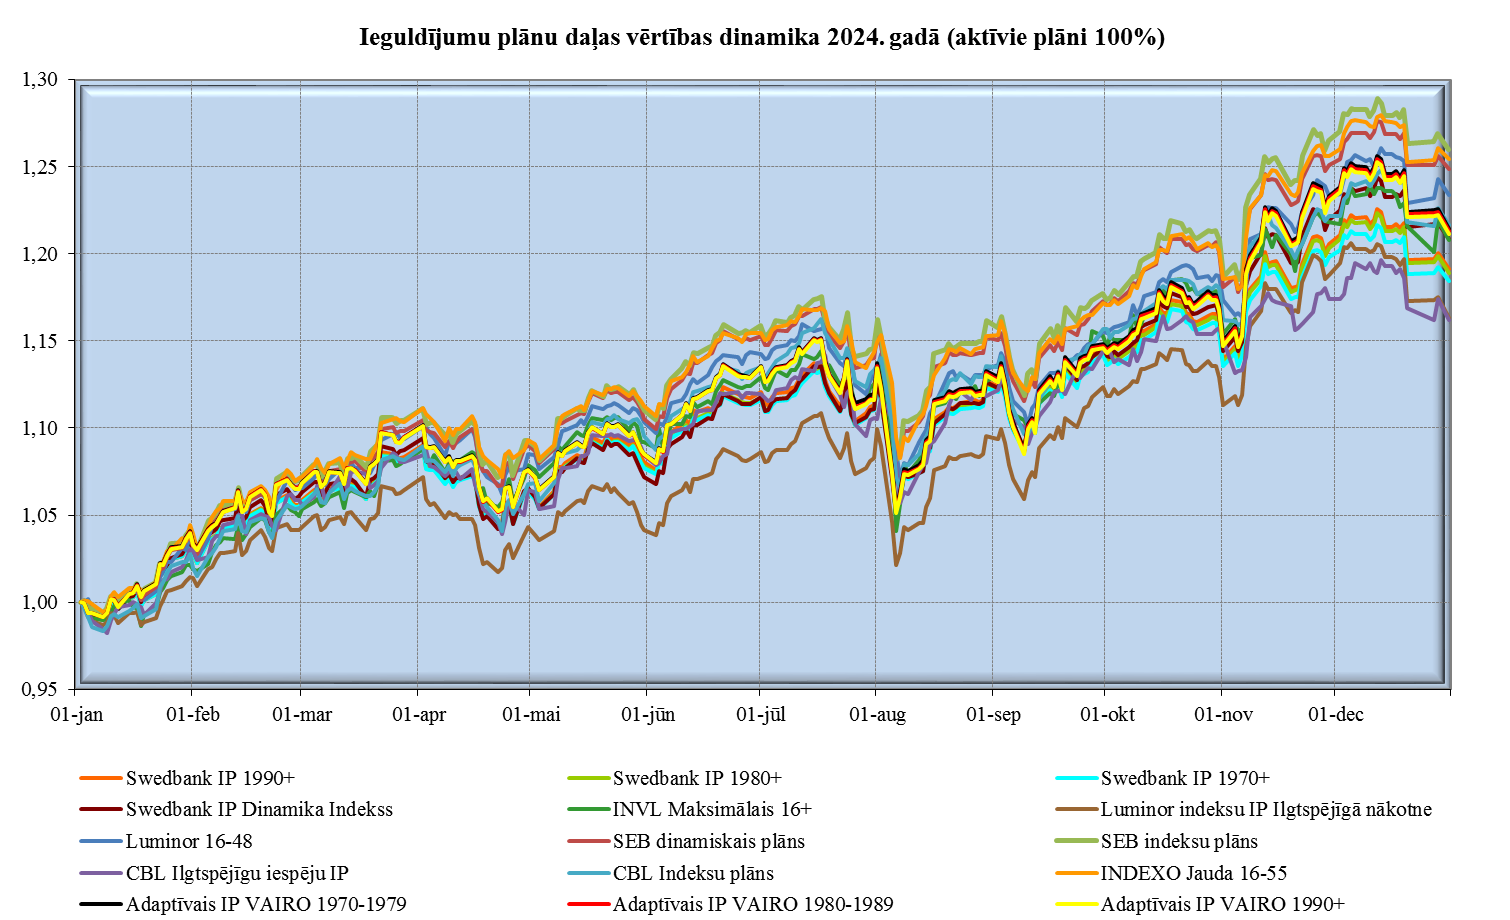 Ieguldījumu plānu daļas vērtības dinamika 2024. gadā (aktīvie plāni 100%)
1,30
1,25
1,20
1,15
1,10
1,05
1,00
0,95
01-jan 01-feb 01-mar 01-apr 01-mai 01-jūn 01-jūl 01-aug 01-sep 01-okt 01-nov 01-dec
Swedbank IP 1990+ Swedbank IP 1980+ Swedbank IP 1970+
Swedbank IP Dinamika Indekss INVL Maksimālais 16+ Luminor indeksu IP Ilgtspējīgā nākotne
Luminor 16-48 SEB dinamiskais plāns SEB indeksu plāns
CBL Ilgtspējīgu iespēju IP CBL Indeksu plāns INDEXO Jauda 16-55
Adaptīvais IP VAIRO 1970-1979 Adaptīvais IP VAIRO 1980-1989 Adaptīvais IP VAIRO 1990+